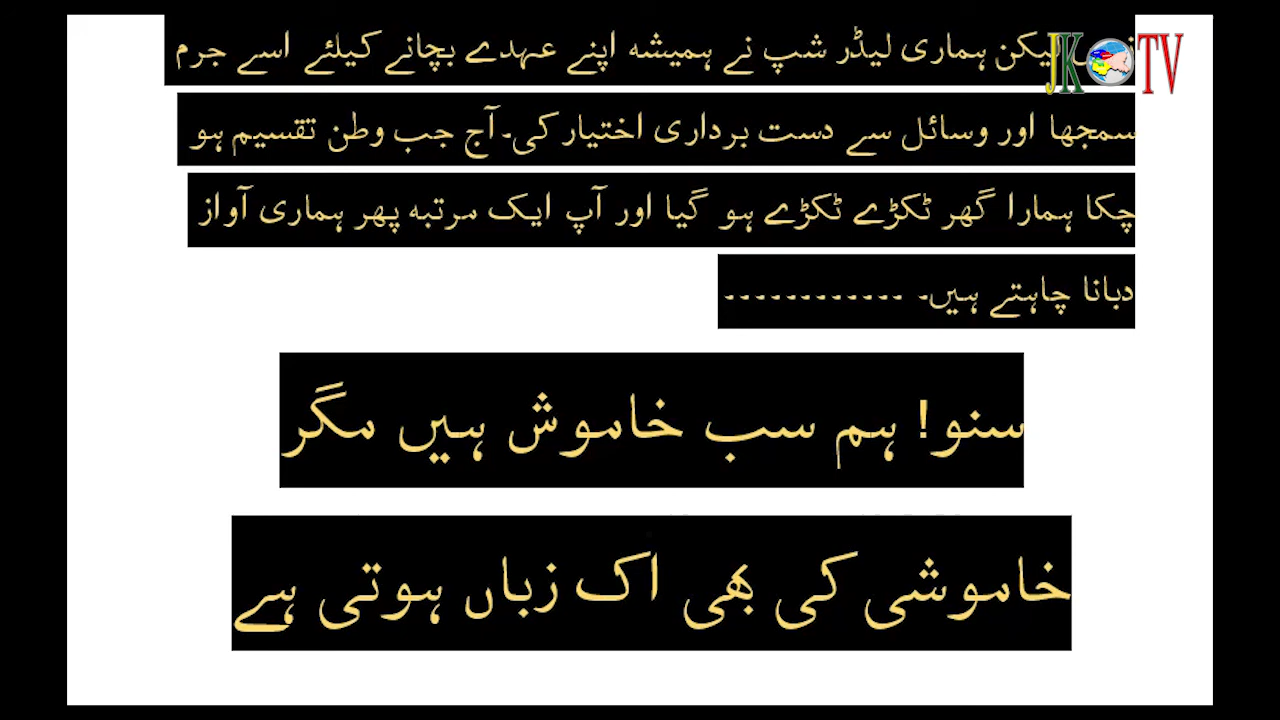 لیکن ہماری لیڈر شپ نے ہمیشہ اپنے عہدے بچانے کیلئے اسے جرم
JK TV
سمجھا اور وسائل سے دست برداری اختیار کی۔آج جب وطن تقسیم ہو
چکا ہمارا گھر ٹکڑے ٹکڑے ہو گیا اور آپ ایک مرتبہ پھر ہماری آواز
دبانا چاہتے ہیں۔ ۔۔۔۔۔۔۔۔۔۔۔۔
سنو! ہم سب خاموش ہیں مگر
خاموشی کی بھی اک زباں ہوتی ہے